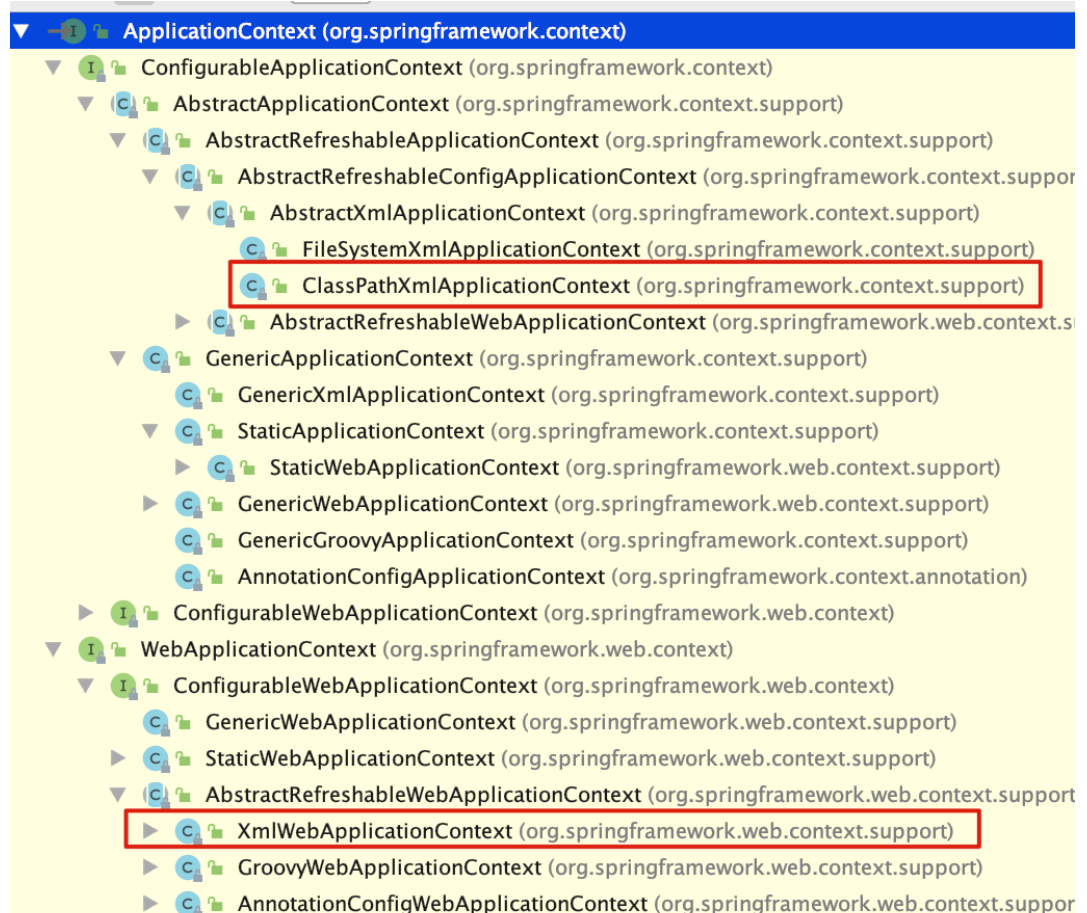 ApplicationContext (org.springframework.context)
ConfigurableApplicationContext (org.springframework.context)
AbstractApplicationContext (org.springframework.context.support)
AbstractRefreshableApplicationContext (org.springframework.context.support)
AbstractRefreshableConfigApplicationContext (org.springframework.context.suppor
AbstractXmlApplicationContext (org.springframework.context.support)
FileSystemXmlApplicationContext (org.springframework.context.support)
ClassPathXmlApplicationContext (org.springframework.context.support)
AbstractRefreshableWebApplicationContext (org.springframework.web.context.s
GenericApplicationContext (org.springframework.context.support)
GenericXmlApplicationContext (org.springframework.context.support)
StaticApplicationContext (org.springframework.context.support)
StaticWebApplicationContext (org.springframework.web.context.support)
GenericWebApplicationContext (org.springframework.web.context.support)
GenericGroovyApplicationContext (org.springframework.context.support)
AnnotationConfigApplicationContext (org.springframework.context.annotation)
ConfigurableWebApplicationContext (org.springframework.web.context)
WebApplicationContext (org.springframework.web.context)
ConfigurableWebApplicationContext (org.springframework.web.context)
GenericWebApplicationContext (org.springframework.web.context.support)
StaticWebApplicationContext (org.springframework.web.context.support)
AbstractRefreshableWebApplicationContext (org.springframework.web.context.support
XmlWebApplicationContext (org.springframework.web.context.support)
GroovyWebApplicationContext (org.springframework.web.context.support)
AnnotationConfigWebApplicationContext (org.springframework.web.context.suppor